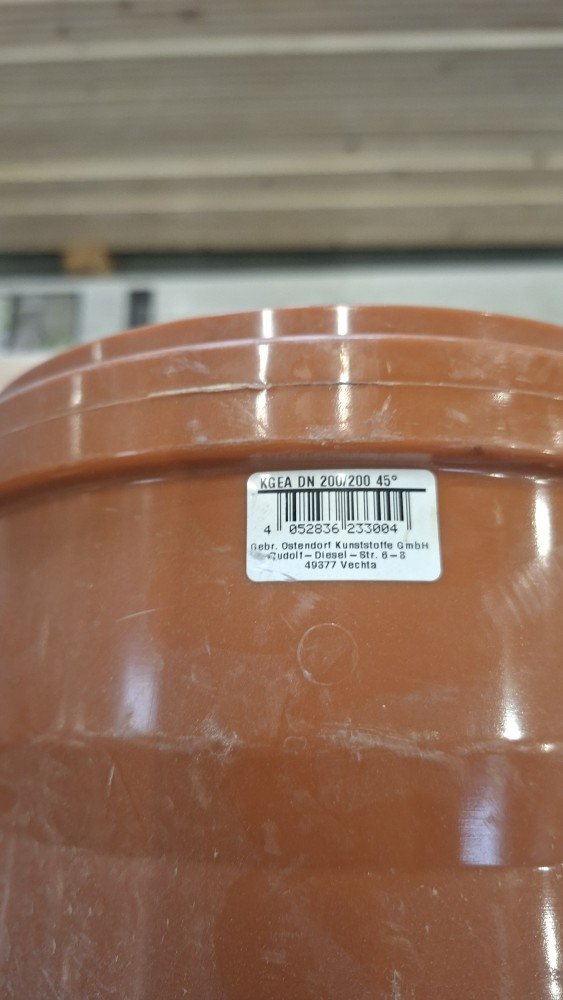 KGEA DN 200/200 45°
4 052836 233004
Gebr. Ostendorf Kunststoffe GmbH
Rudolf-Diesel-Str. 6-8
49377 Vechta